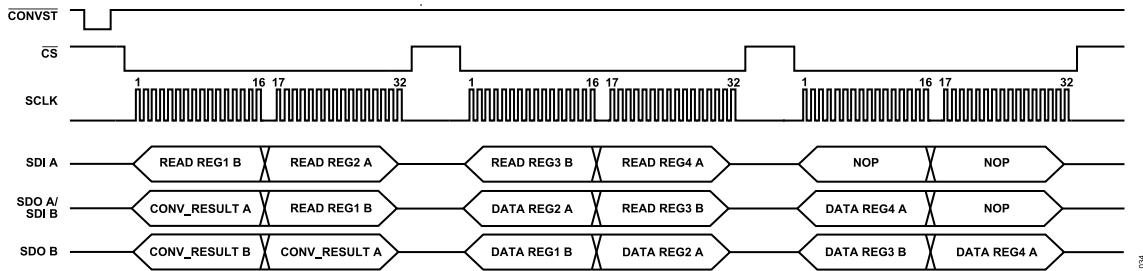 CONVST
CS
1 16 17 32 1 16 17 32 1 16 17 32
SCLK
SDI A READ REG1 B READ REG2 A READ REG3 B READ REG4 A NOP NOP
SDO A/
SDI B CONV_RESULT A READ REG1 B DATA REG2 A READ REG3 B DATA REG4 A NOP
SDO B CONV_RESULT B CONV_RESULT A DATA REG1 B DATA REG2 A DATA REG3 B DATA REG4 A
034